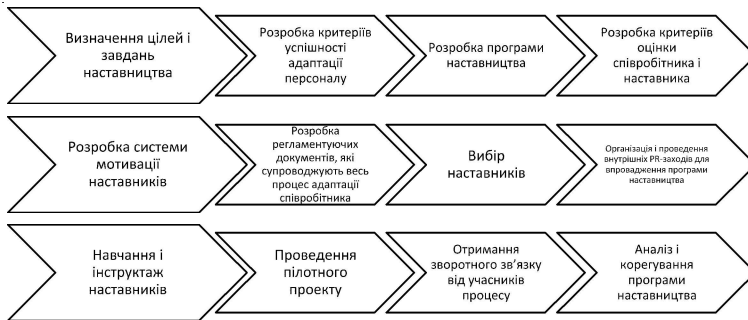 Визначення цілей і
завдань
наставництва
Розробка критеріїв
успішності
адаптації
персоналу
Розробка програми
наставництва
Розробка критеріїв
оцінки
співробітника і
наставника
Розробка системи
мотивації
наставників
Розробка
регламентуючих
документів, які
супроводжують весь
процес адаптації
співробітника
Вибір
наставників
Організація і проведення
внутрішніх PR-заходів для
впровадження програми
наставництва
Навчання і
інструктаж
наставників
Проведення
пілотного
проекту
Отримання
зворотного зв’язку
від учасників
процесу
Аналіз і
корегування
програми
наставництва